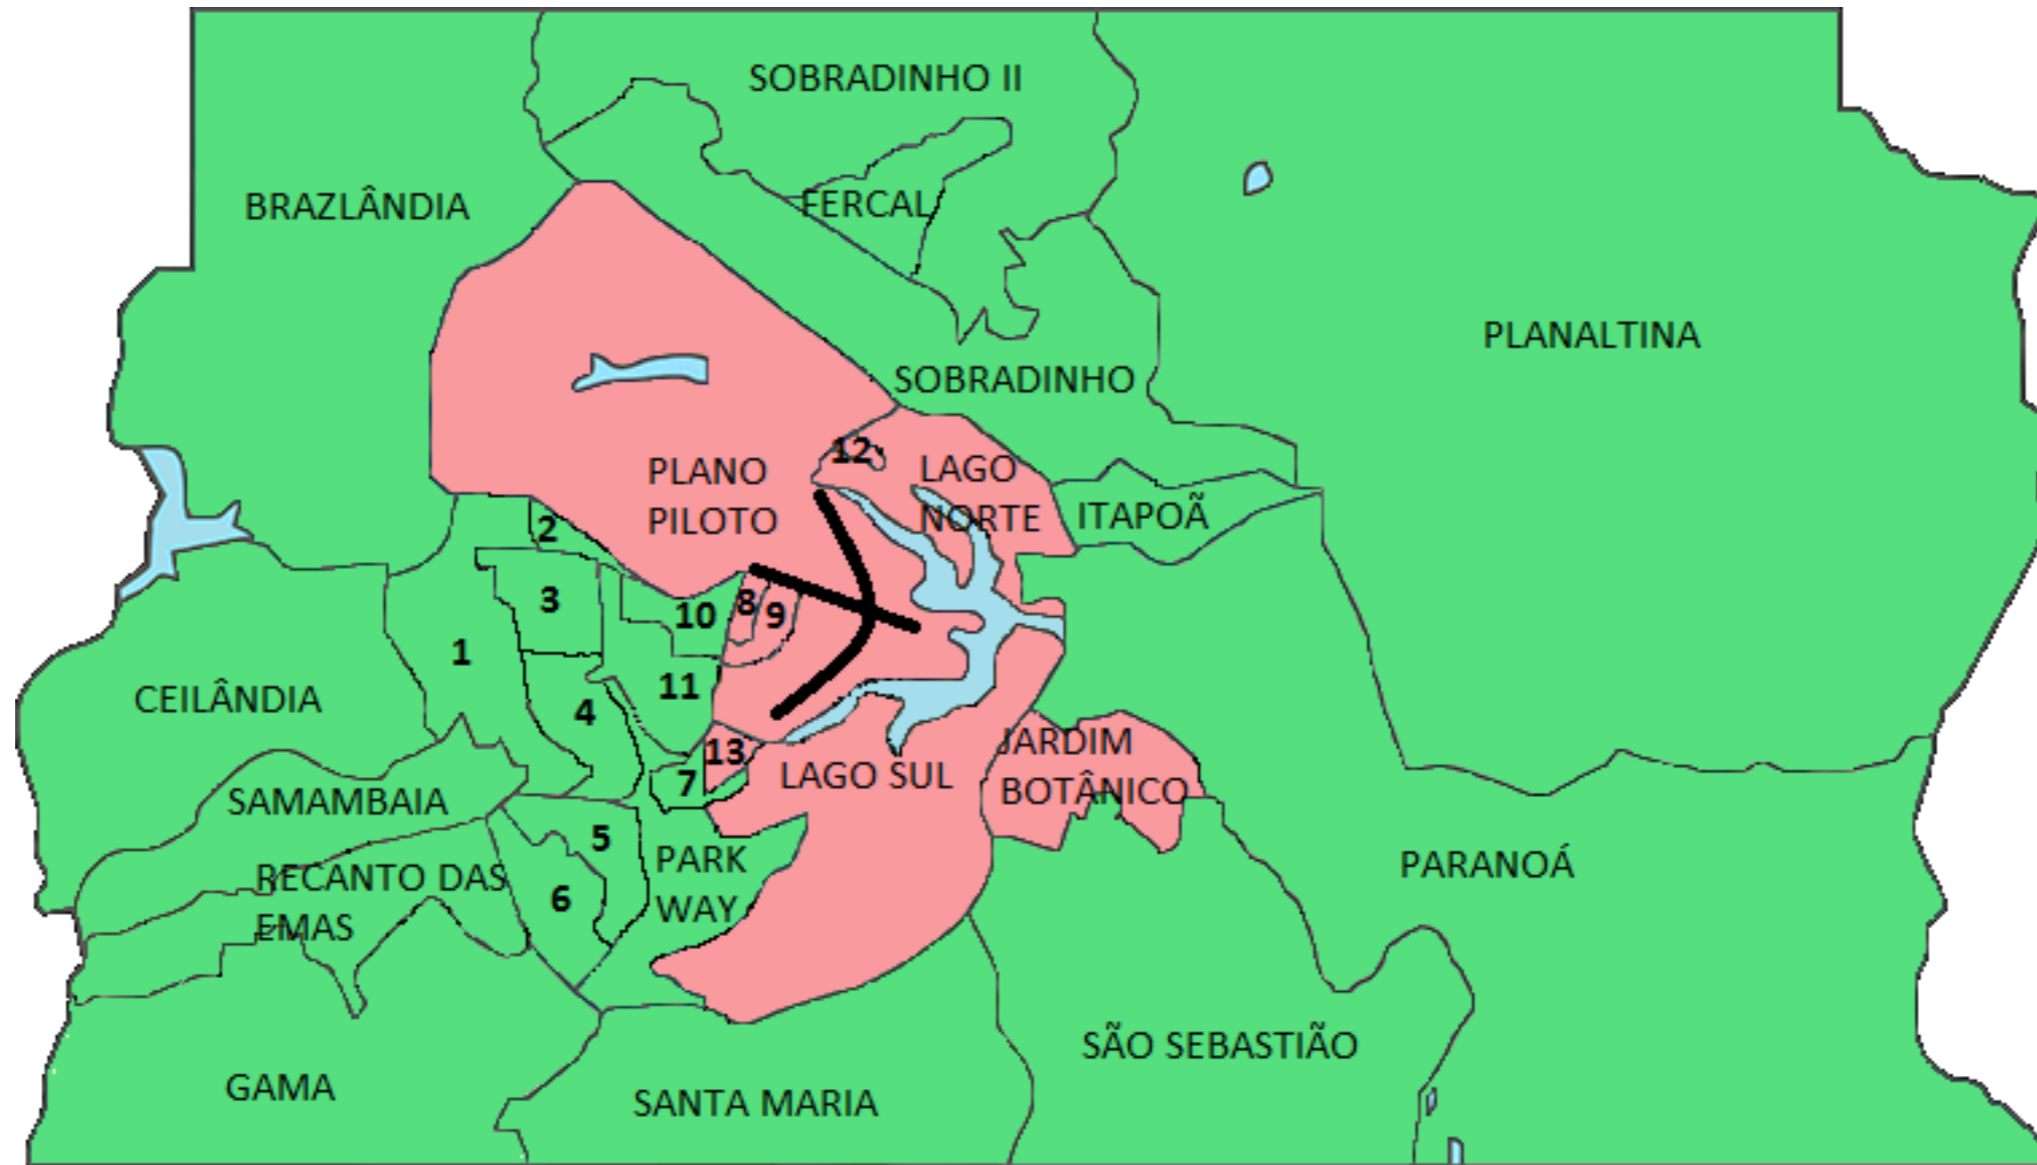 SOBRADINHO II
BRAZLÂNDIA
FERCAL
PLANALTINA
SOBRADINHO
12
LAGO
NORTE
PLANO
PILOTO
ITAPOÃ
2
3
8
9
10
1
11
4
CEILÂNDIA
13
7
LAGO SUL
JARDIM
BOTÂNICO
SAMAMBAIA
5
6
PARK
WAY
RECANTO DAS
EMAS
PARANOÁ
SÃO SEBASTIÃO
GAMA
SANTA MARIA